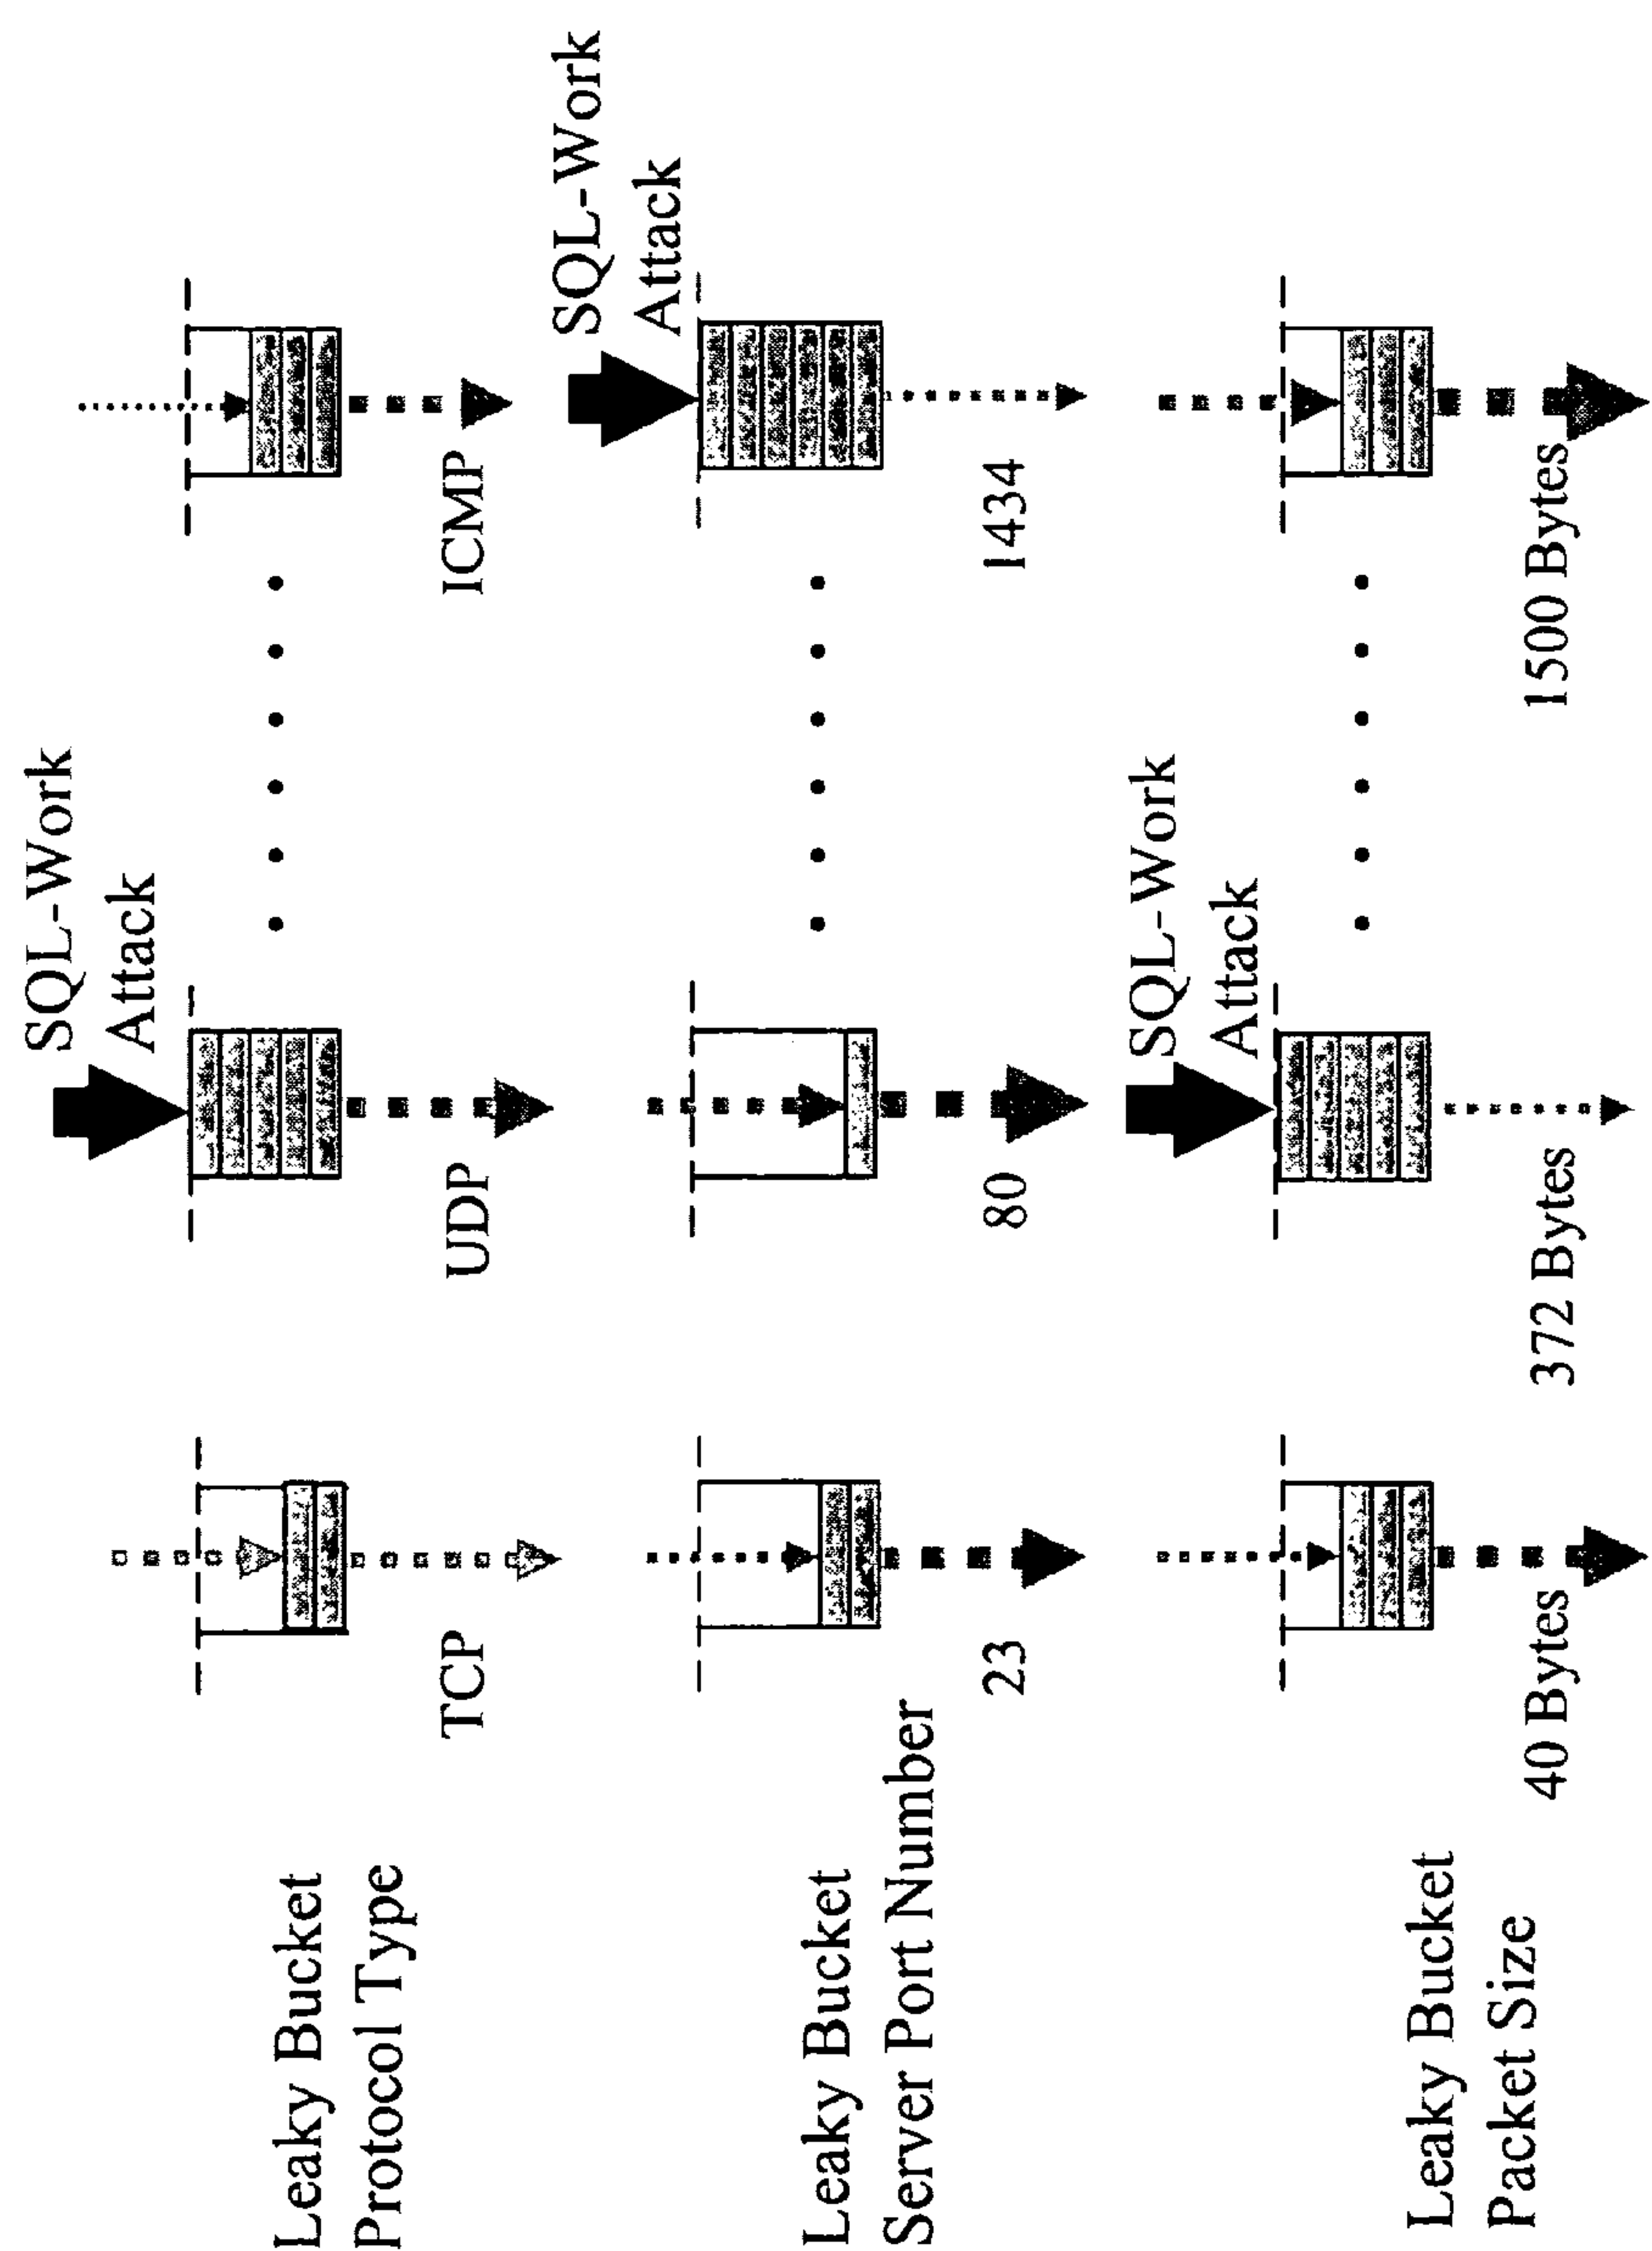 SQL-Work
Attack
Leaky Bucket
Protocol Type
TCP
UDP
ICMP
SQL-Work
Attack
Leaky Bucket
Server Port Number
23
80
1434
SQL-Work
Attack
Leaky Bucket
Packet Size
40 Bytes
372 Bytes
1500 Bytes